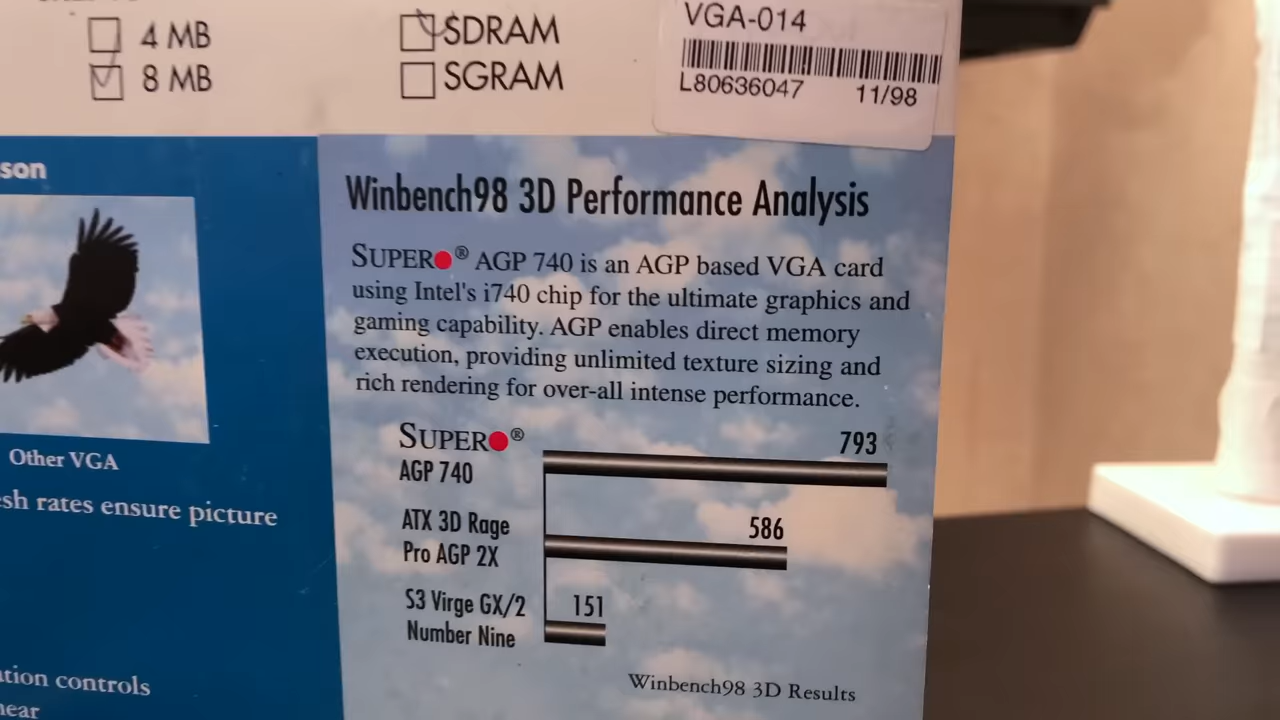 4 MB
8 MB
SDRAM
SGRAM
VGA-014
L80636047 11/98
son
Other VGA
sh rates ensure picture
ation controls
near
Winbench98 3D Performance Analysis
SUPER® AGP 740 is an AGP based VGA card
using Intel's i740 chip for the ultimate graphics and
gaming capability. AGP enables direct memory
execution, providing unlimited texture sizing and
rich rendering for over-all intense performance.
SUPER®
AGP 740
793
ATX 3D Rage
Pro AGP 2X
586
S3 Virge GX/2
Number Nine
151
Winbench98 3D Results